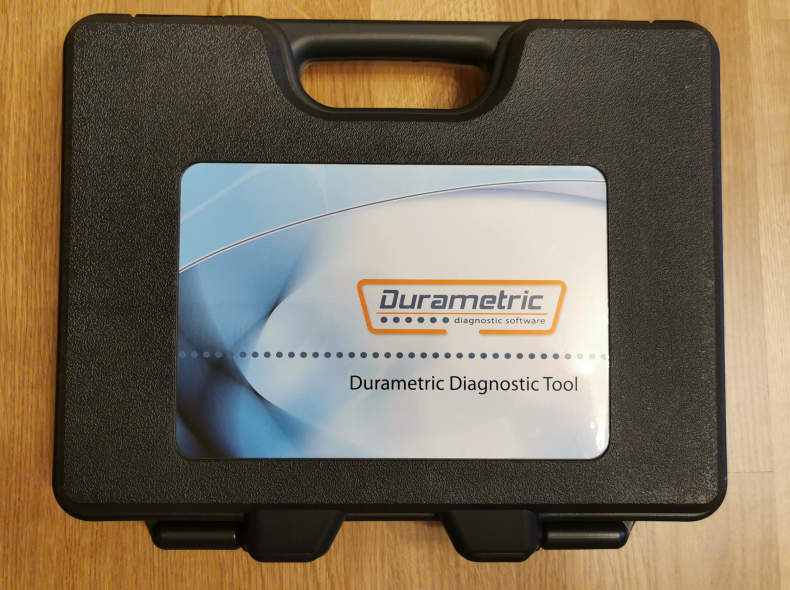 Durametric
diagnostic software
Durametric Diagnostic Tool